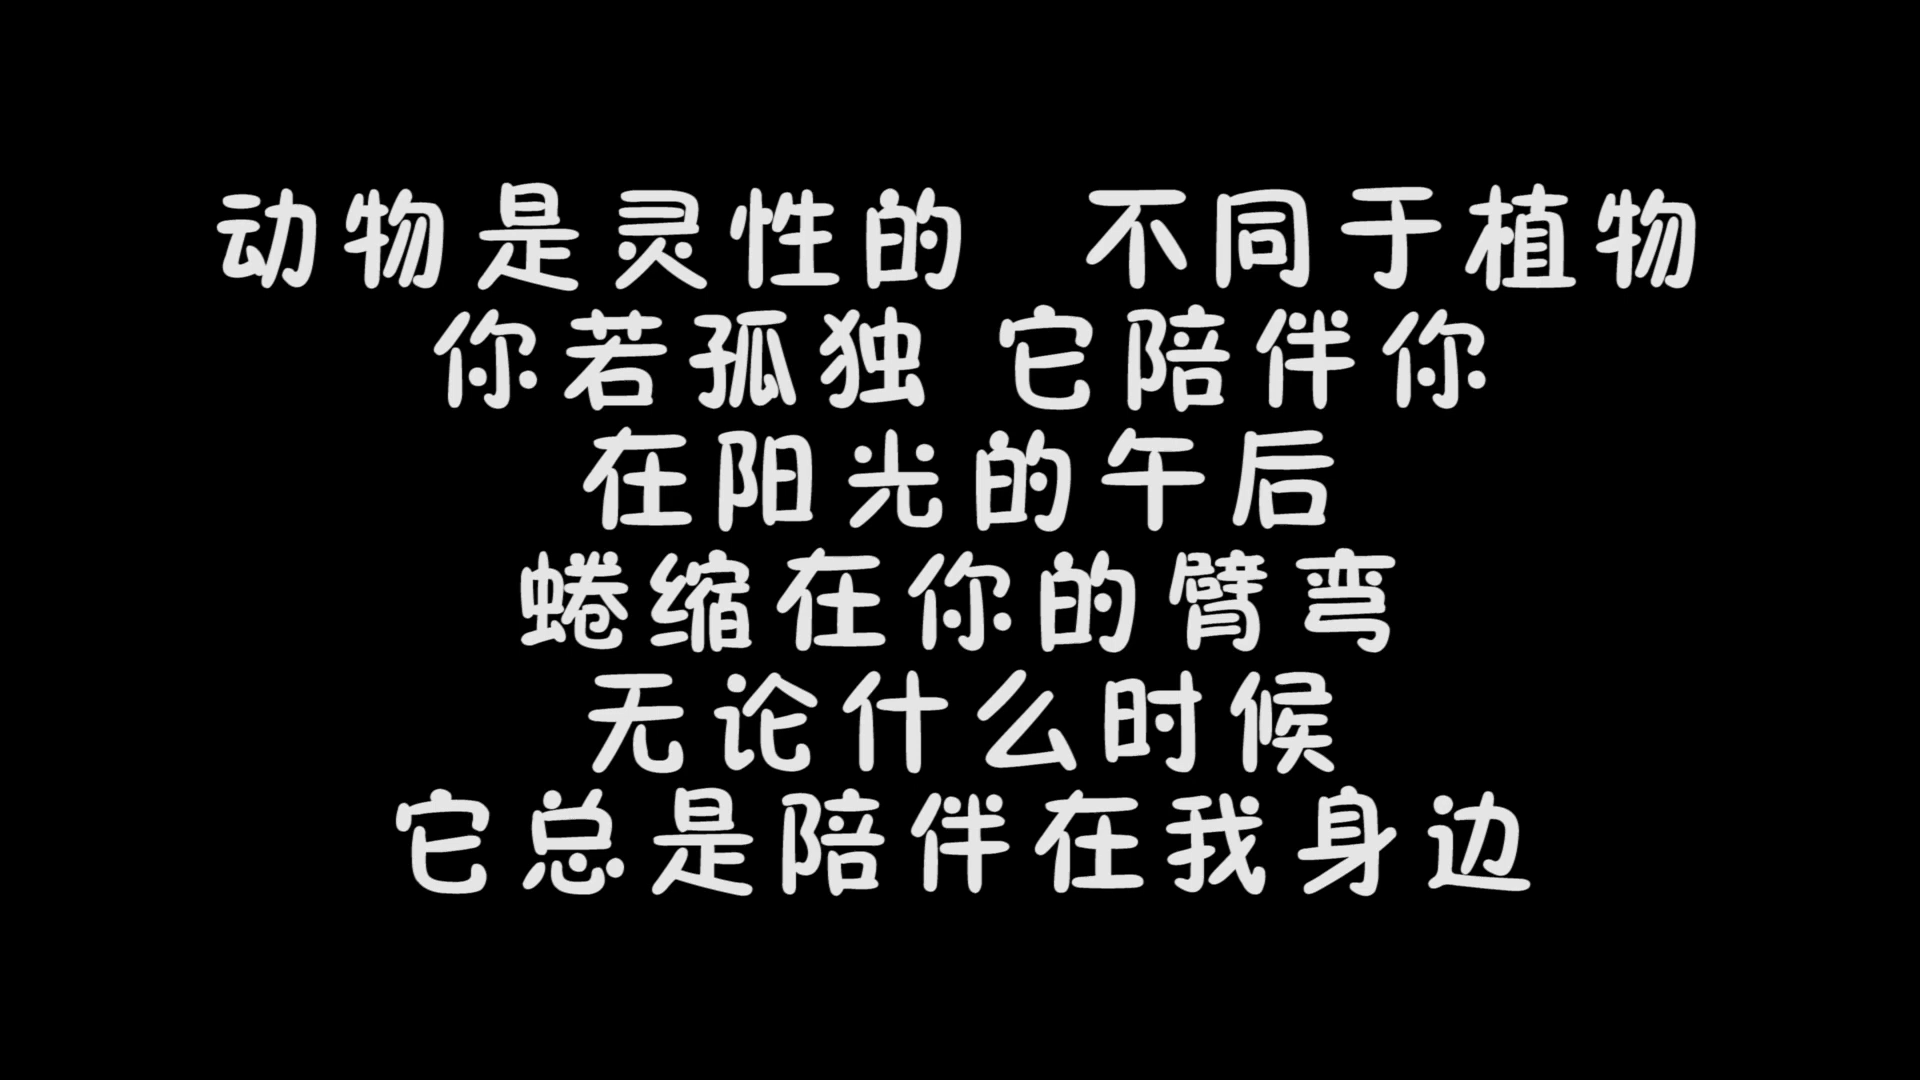 动物是灵性的 不同于植物
你若孤独 它陪伴你
在阳光的午后
蜷缩在你的臂弯
无论什么时候
它总是陪伴在我身边